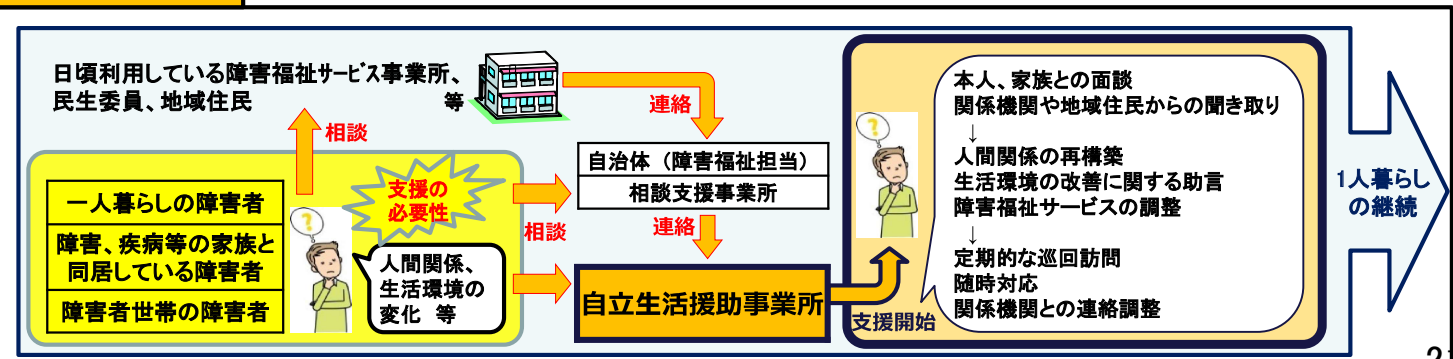 日頃利用している障害福祉サービス事業所、
民生委員、地域住民 等
連絡
相談
自治体（障害福祉担当）
相談支援事業所
一人暮らしの障害者
障害、疾病等の家族と
同居している障害者
障害者世帯の障害者
?
支援の
必要性
人間関係、
生活環境の
変化 等
相談
連絡
自立生活援助事業所
支援開始
?
本人、家族との面談
関係機関や地域住民からの聞き取り
↓
人間関係の再構築
生活環境の改善に関する助言
障害福祉サービスの調整
↓
定期的な巡回訪問
随時対応
関係機関との連絡調整
1人暮らし
の継続